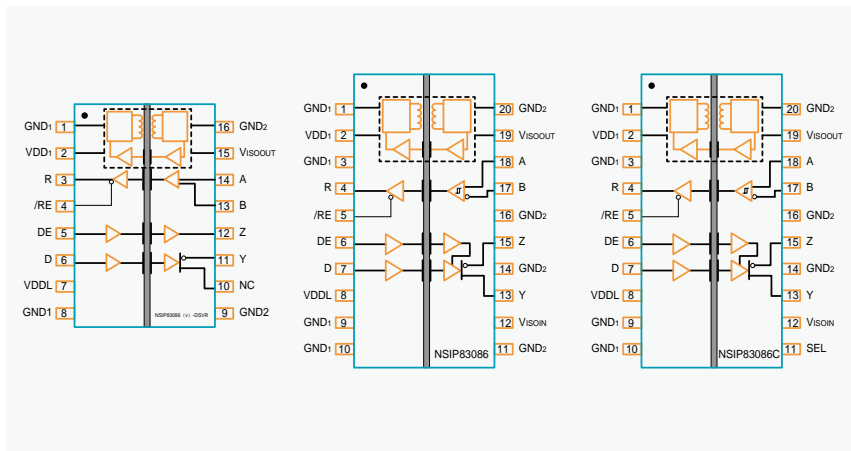 GND1 1 16 GND2
VDD1 2 15 VISOOUT
R 3 14 A
/RE 4 13 B
DE 5 12 Z
D 6 11 Y
VDDL 7 10 NC
GND1 8 9 GND2
NSIP83086 (v) -DSVR
GND1 1 20 GND2
VDD1 2 19 VISOOUT
GND1 3 18 A
R 4 17 B
/RE 5 16 GND2
DE 6 15 Z
D 7 14 GND2
VDDL 8 13 Y
GND1 9 12 VISOIN
GND1 10 11 GND2
NSIP83086
GND1 1 20 GND2
VDD1 2 19 VISOOUT
GND1 3 18 A
R 4 17 B
/RE 5 16 GND2
DE 6 15 Z
D 7 14 GND2
VDDL 8 13 Y
GND1 9 12 VISOIN
GND1 10 11 SEL
NSIP83086C